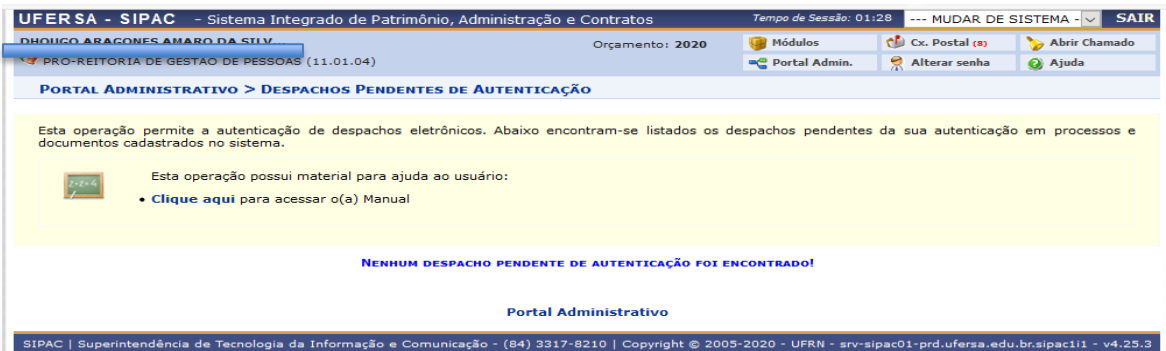 UFERSA - SIPAC - Sistema Integrado de Patrimônio, Administração e Contratos Tempo de Sessão: 01:28 --- MUDAR DE SISTEMA - SAIR
Orçamento: 2020 Módulos Cx. Postal (8) Abrir Chamado
PRO-REITORIA DE GESTAO DE PESSOAS (11.01.04) Portal Admin. Alterar senha Ajuda
PORTAL ADMINISTRATIVO > DESPACHOS PENDENTES DE AUTENTICAÇÃO
Esta operação permite a autenticação de despachos eletrônicos. Abaixo encontram-se listados os despachos pendentes da sua autenticação em processos e
documentos cadastrados no sistema.
2+2=4 Esta operação possui material para ajuda ao usuário:
• Clique aqui para acessar o(a) Manual
NENHUM DESPACHO PENDENTE DE AUTENTICAÇÃO FOI ENCONTRADO!
Portal Administrativo
SIPAC | Superintendência de Tecnologia da Informação e Comunicação - (84) 3317-8210 | Copyright © 2005-2020 - UFRN - srv-sipac01-prd.ufersa.edu.br.sipac1i1 - v4.25.3